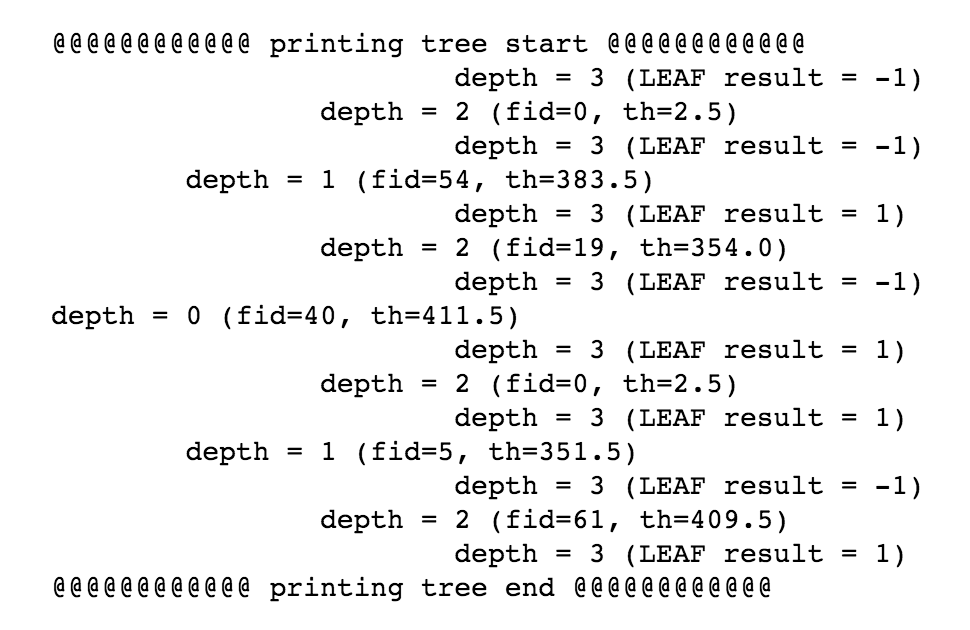 @@@@@@@@@@@@ printing tree start @@@@@@@@@@@@
                        depth = 3 (LEAF result = -1)
                depth = 2 (fid=0, th=2.5)
                        depth = 3 (LEAF result = -1)
        depth = 1 (fid=54, th=383.5)
                        depth = 3 (LEAF result = 1)
                depth = 2 (fid=19, th=354.0)
                        depth = 3 (LEAF result = -1)
depth = 0 (fid=40, th=411.5)
                        depth = 3 (LEAF result = 1)
                depth = 2 (fid=0, th=2.5)
                        depth = 3 (LEAF result = 1)
        depth = 1 (fid=5, th=351.5)
                        depth = 3 (LEAF result = -1)
                depth = 2 (fid=61, th=409.5)
                        depth = 3 (LEAF result = 1)
@@@@@@@@@@@@ printing tree end @@@@@@@@@@@@